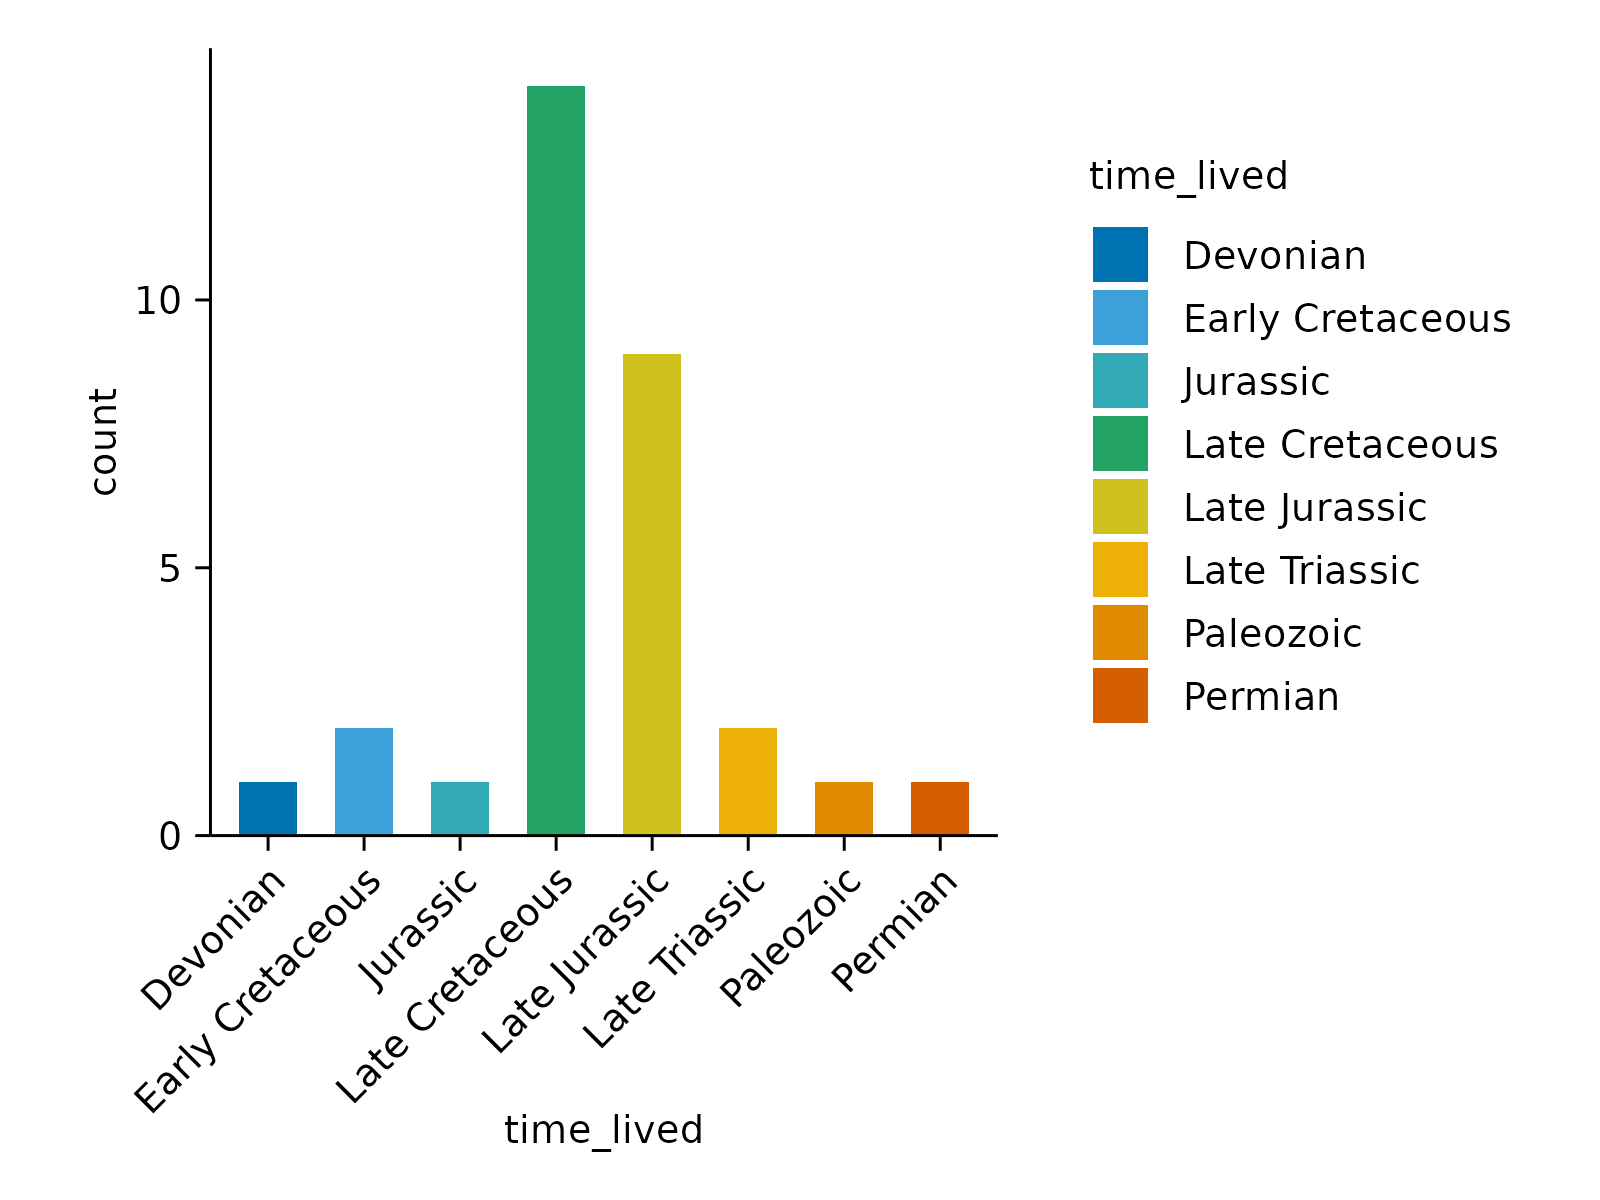 count
10
5
0
Devonian
Early Cretaceous
Jurassic
Late Cretaceous
Late Jurassic
Late Triassic
Paleozoic
Permian
time_lived
time_lived
Devonian
Early Cretaceous
Jurassic
Late Cretaceous
Late Jurassic
Late Triassic
Paleozoic
Permian